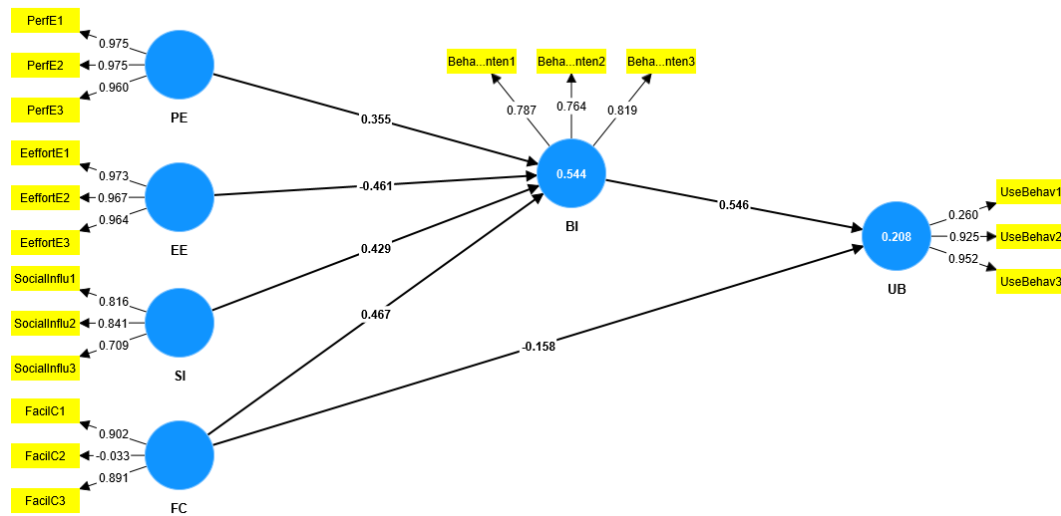 PerfE1
0.975
PerfE2
0.975
PerfE3
0.960
PE
EeffortE1
0.973
EeffortE2
0.967
EeffortE3
0.964
EE
SocialInflu1
0.816
SocialInflu2
0.841
SocialInflu3
0.709
SI
FacilC1
0.902
FacilC2
-0.033
FacilC3
0.891
FC
0.355
-0.461
0.429
0.467
-0.158
Beha...nten1
Beha...nten2
Beha...nten3
0.787
0.764
0.819
0.544
BI
0.546
0.208
UB
UseBehav1
0.260
UseBehav2
0.925
UseBehav3
0.952